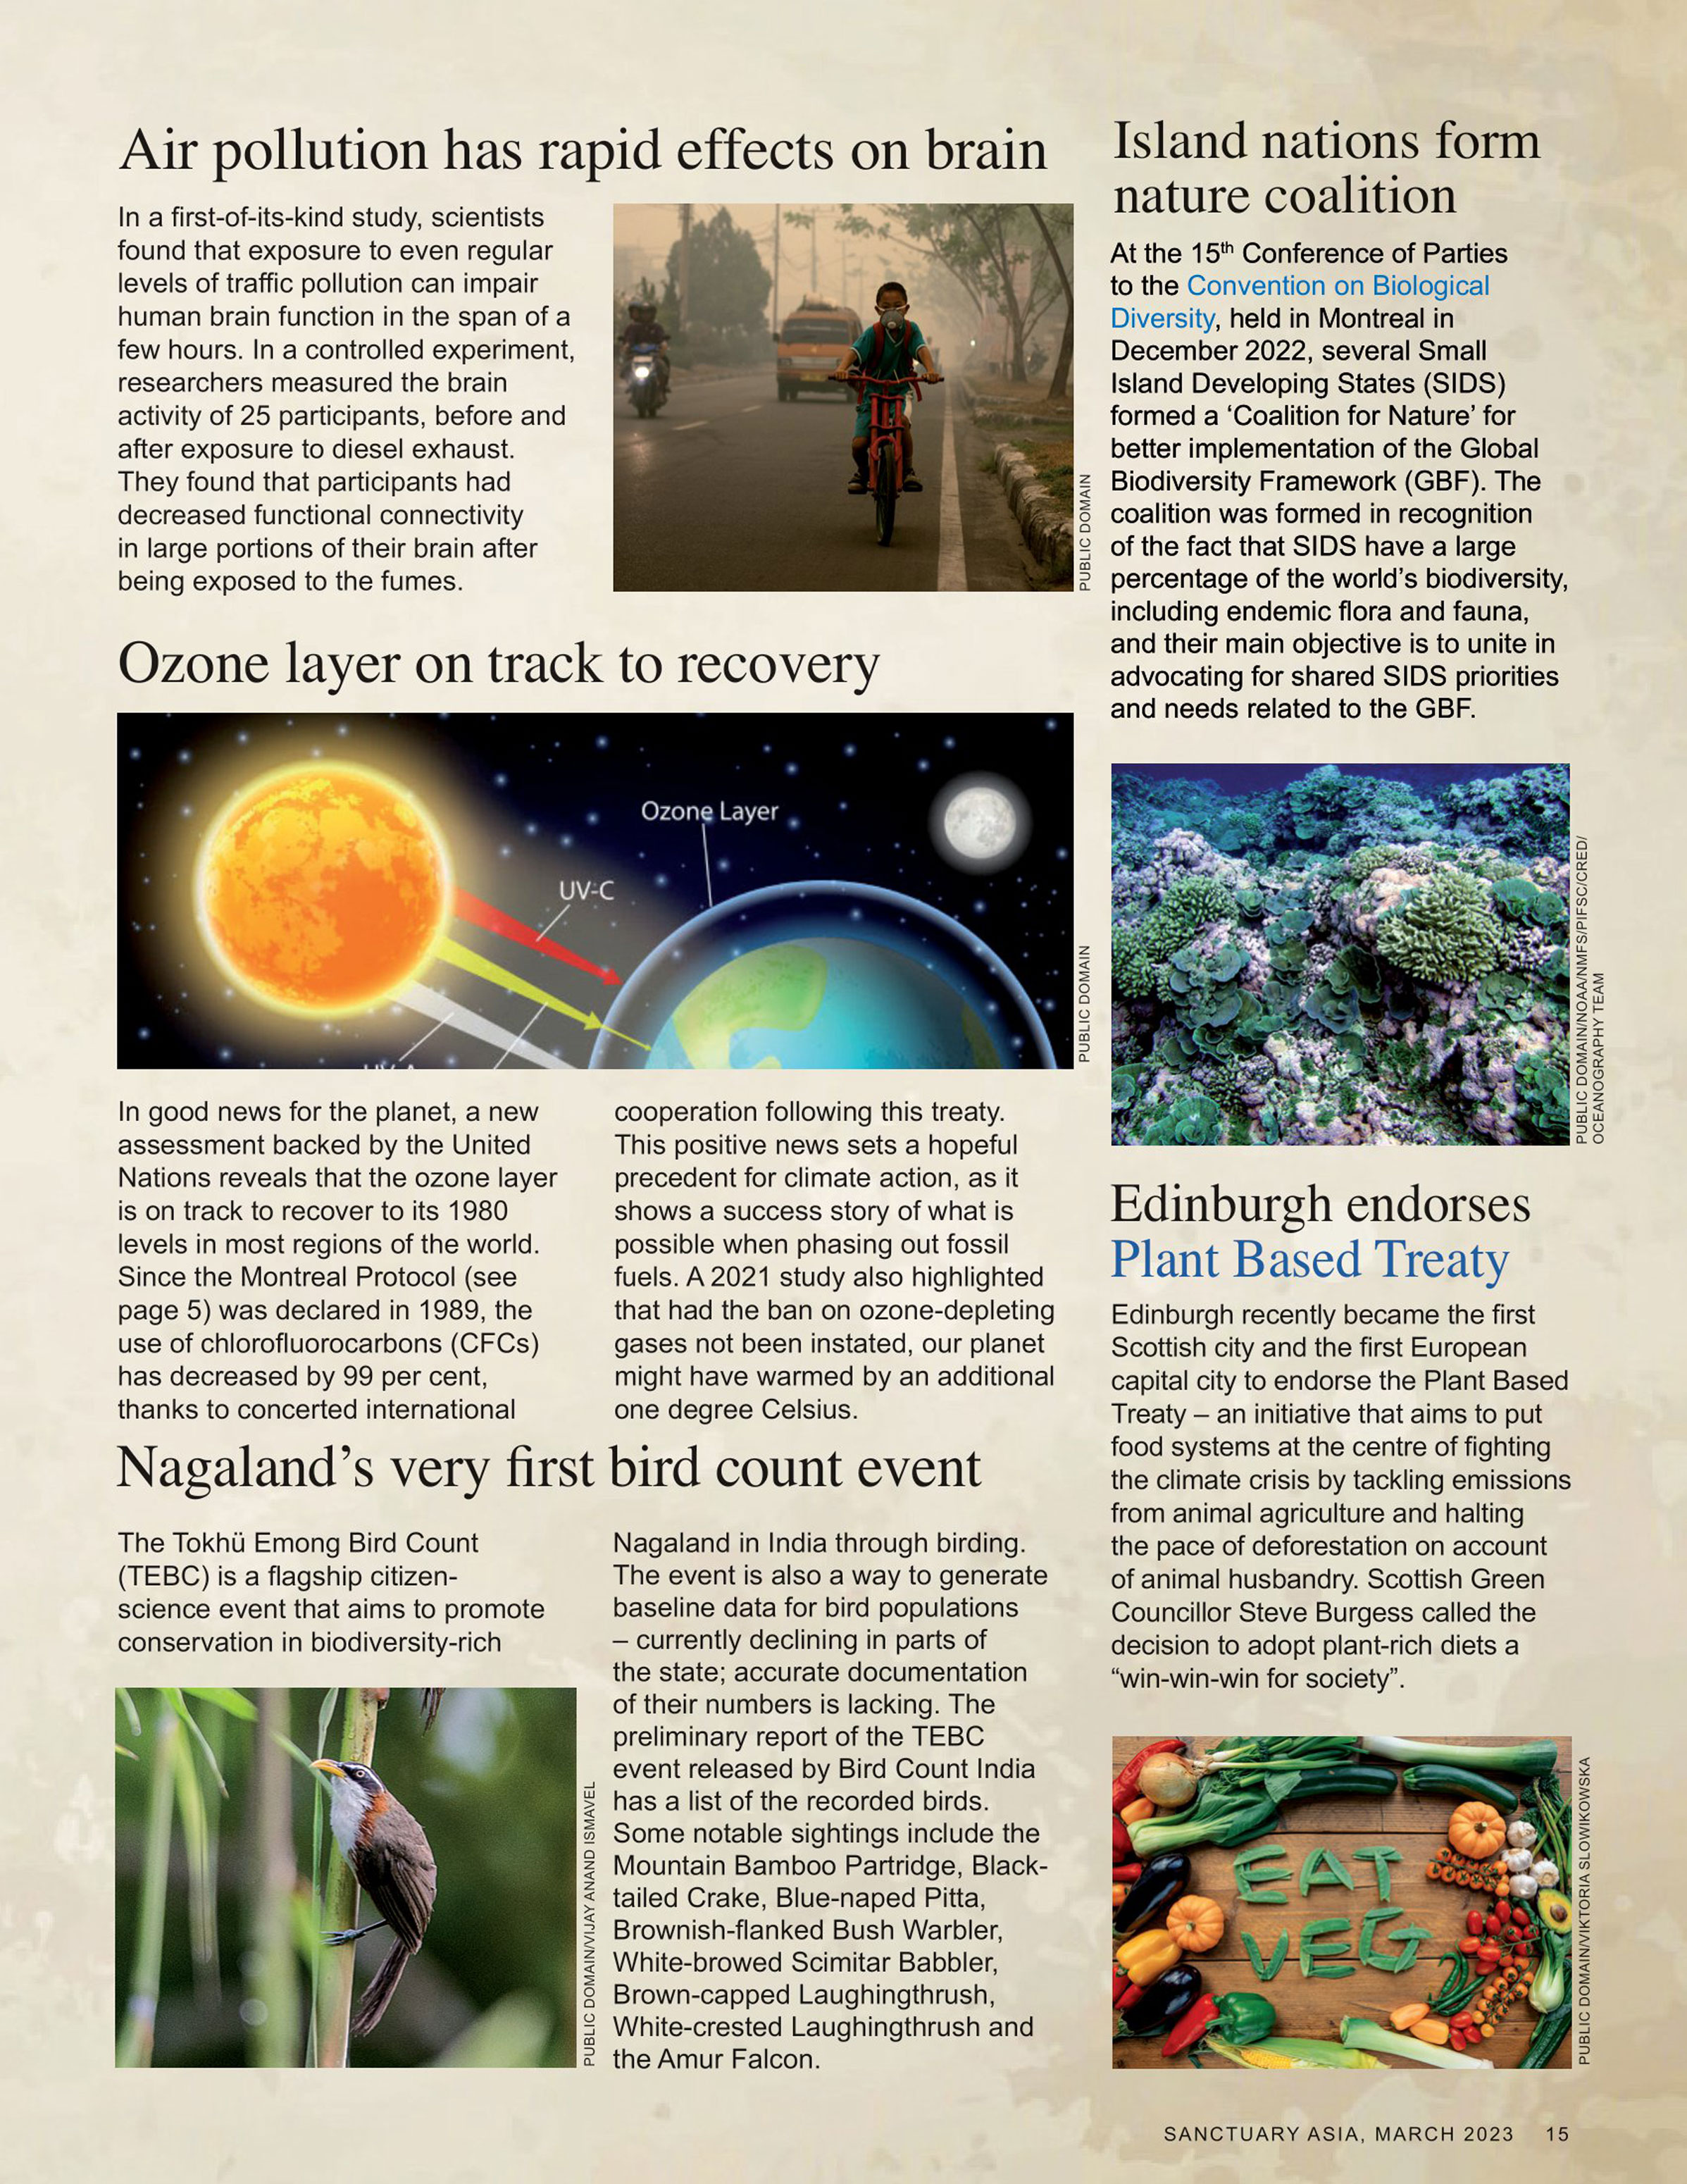 Air pollution has rapid effects on brain
In a first-of-its-kind study, scientists
found that exposure to even regular
levels of traffic pollution can impair
human brain function in the span of a
few hours. In a controlled experiment,
researchers measured the brain
activity of 25 participants, before and
after exposure to diesel exhaust.
They found that participants had
decreased functional connectivity
in large portions of their brain after
being exposed to the fumes.
PUBLIC DOMAIN
Ozone layer on track to recovery
Ozone Layer
UV-C
PUBLIC DOMAIN
In good news for the planet, a new
assessment backed by the United
Nations reveals that the ozone layer
is on track to recover to its 1980
levels in most regions of the world.
Since the Montreal Protocol (see
page 5) was declared in 1989, the
use of chlorofluorocarbons (CFCs)
has decreased by 99 per cent,
thanks to concerted international
cooperation following this treaty.
This positive news sets a hopeful
precedent for climate action, as it
shows a success story of what is
possible when phasing out fossil
fuels. A 2021 study also highlighted
that had the ban on ozone-depleting
gases not been instated, our planet
might have warmed by an additional
one degree Celsius.
Nagaland’s very first bird count event
The Tokhü Emong Bird Count
(TEBC) is a flagship citizen-
science event that aims to promote
conservation in biodiversity-rich
PUBLIC DOMAIN/VIJAY ANAND ISMAVEL
Nagaland in India through birding.
The event is also a way to generate
baseline data for bird populations
– currently declining in parts of
the state; accurate documentation
of their numbers is lacking. The
preliminary report of the TEBC
event released by Bird Count India
has a list of the recorded birds.
Some notable sightings include the
Mountain Bamboo Partridge, Black-
tailed Crake, Blue-naped Pitta,
Brownish-flanked Bush Warbler,
White-browed Scimitar Babbler,
Brown-capped Laughingthrush,
White-crested Laughingthrush and
the Amur Falcon.
Island nations form
nature coalition
At the 15th Conference of Parties
to the Convention on Biological
Diversity, held in Montreal in
December 2022, several Small
Island Developing States (SIDS)
formed a ‘Coalition for Nature’ for
better implementation of the Global
Biodiversity Framework (GBF). The
coalition was formed in recognition
of the fact that SIDS have a large
percentage of the world’s biodiversity,
including endemic flora and fauna,
and their main objective is to unite in
advocating for shared SIDS priorities
and needs related to the GBF.
PUBLIC DOMAIN/NOAA/NMFS/PIFSC/CRED/
OCEANOGRAPHY TEAM
Edinburgh endorses
Plant Based Treaty
Edinburgh recently became the first
Scottish city and the first European
capital city to endorse the Plant Based
Treaty – an initiative that aims to put
food systems at the centre of fighting
the climate crisis by tackling emissions
from animal agriculture and halting
the pace of deforestation on account
of animal husbandry. Scottish Green
Councillor Steve Burgess called the
decision to adopt plant-rich diets a
“win-win-win for society”.
EAT
VEG
PUBLIC DOMAIN/VIKTORIA SLOWIKOWSKA
SANCTUARY ASIA, MARCH 2023 15